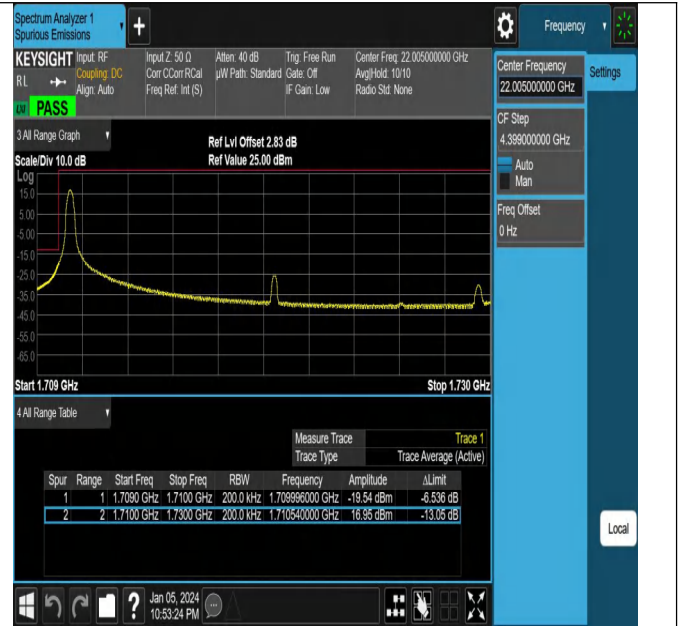 Spectrum Analyzer 1
Spurious Emissions
+
Frequency
KEYSIGHT Input: RF Input Z: 50 Ω Atten: 40 dB Trig: Free Run Center Freq: 22.005000000 GHz
RL Coupling: DC Corr CCorr RCal µW Path: Standard Gate: Off Avg|Hold: 10/10
Align: Auto Freq Ref: Int (S) IF Gain: Low Radio Std: None
PASS
Center Frequency
22.005000000 GHz
Settings
CF Step
4.399000000 GHz
Auto
Man
Freq Offset
0 Hz
3 All Range Graph
Ref Lvl Offset 2.83 dB
Scale/Div 10.0 dB Ref Value 25.00 dBm
Log
15.0
5.00
-5.00
-15.0
-25.0
-35.0
-45.0
-55.0
-65.0
Start 1.709 GHz Stop 1.730 GHz
4 All Range Table
Measure Trace Trace 1
Trace Type Trace Average (Active)
Spur Range Start Freq Stop Freq RBW Frequency Amplitude ΔLimit
1 1 1.7090 GHz 1.7100 GHz 200.0 kHz 1.709996000 GHz -19.54 dBm -6.536 dB
2 2 1.7100 GHz 1.7300 GHz 200.0 kHz 1.710540000 GHz 16.95 dBm -13.05 dB
Local
? Jan 05, 2024
10:53:24 PM